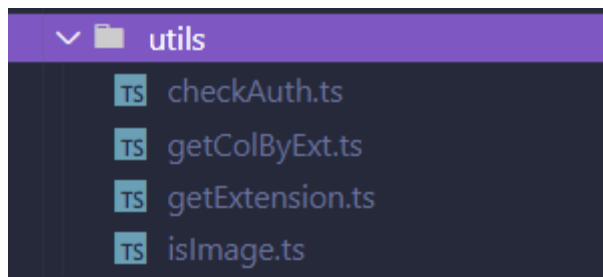 utils
TS checkAuth.ts
TS getColByExt.ts
TS getExtension.ts
TS isImage.ts